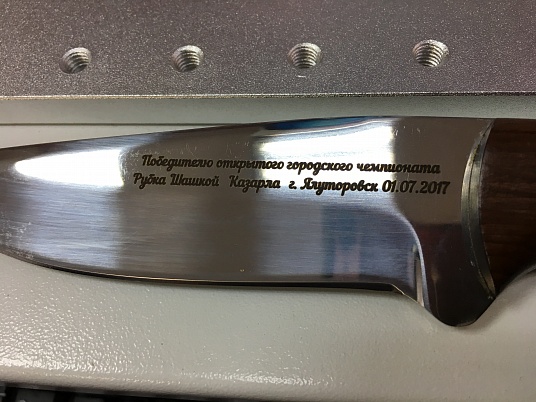 Победителю открытого городского чемпионата
Рубка Шашкой Казарла г. Ялуторовск 01.07.2017